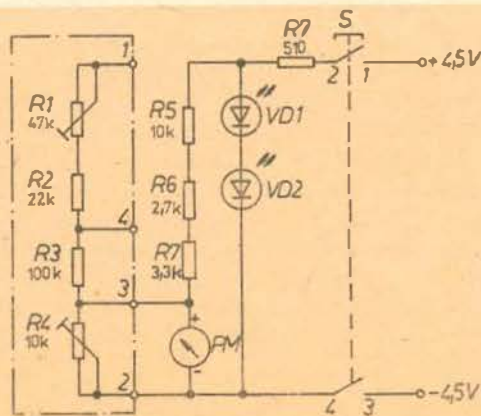 R7
510
S
2
1
+4,5V
1
R1
47k
R5
10k
VD1
R2
22k
R6
2,7k
VD2
4
R3
100k
R7
3,3k
3
R4
10k
+
PM
-
2
4
3
-4,5V